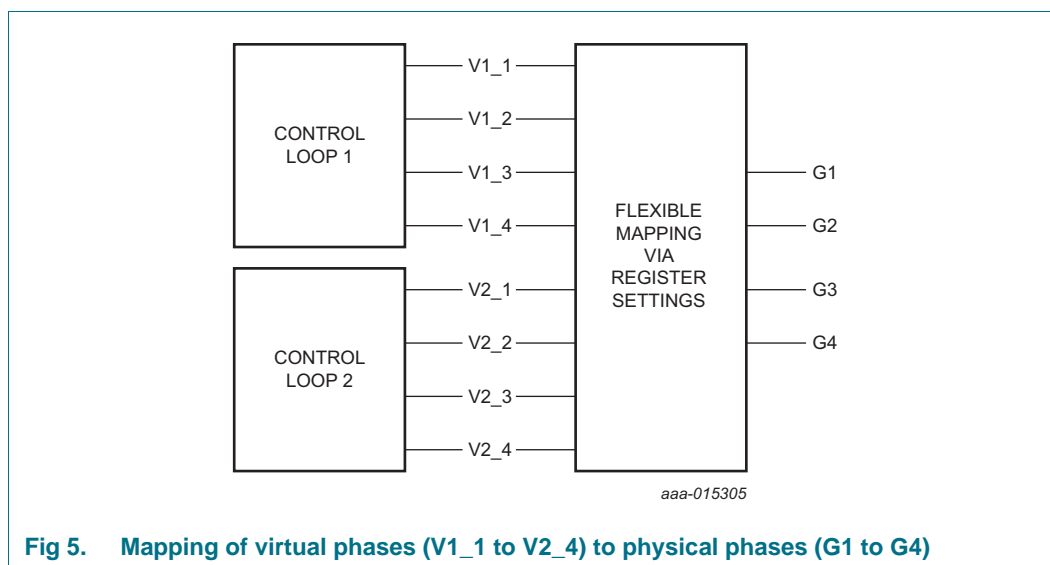 CONTROL
LOOP 1
V1_1
V1_2
V1_3
V1_4
CONTROL
LOOP 2
V2_1
V2_2
V2_3
V2_4
FLEXIBLE
MAPPING
VIA
REGISTER
SETTINGS
G1
G2
G3
G4
aaa-015305
Fig 5. Mapping of virtual phases (V1_1 to V2_4) to physical phases (G1 to G4)